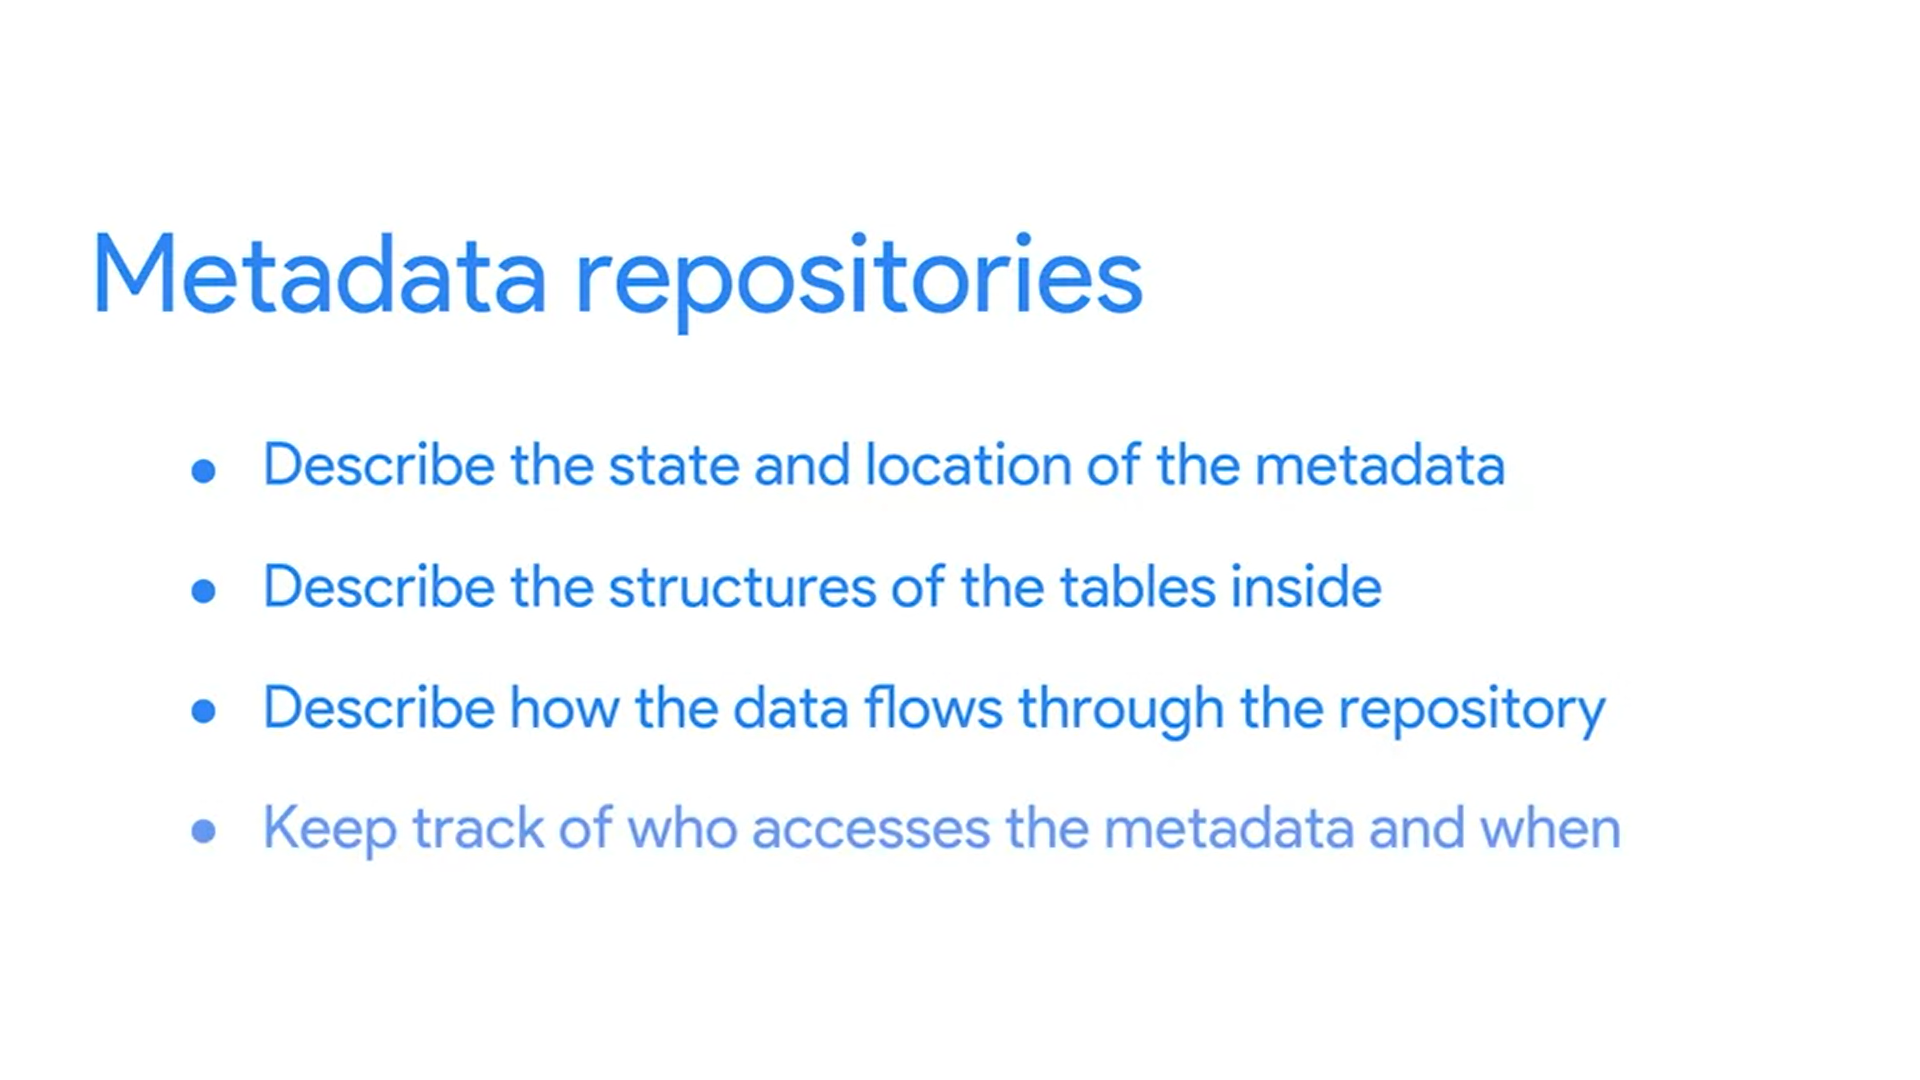 Metadata repositories
● Describe the state and location of the metadata
● Describe the structures of the tables inside
● Describe how the data flows through the repository
● Keep track of who accesses the metadata and when